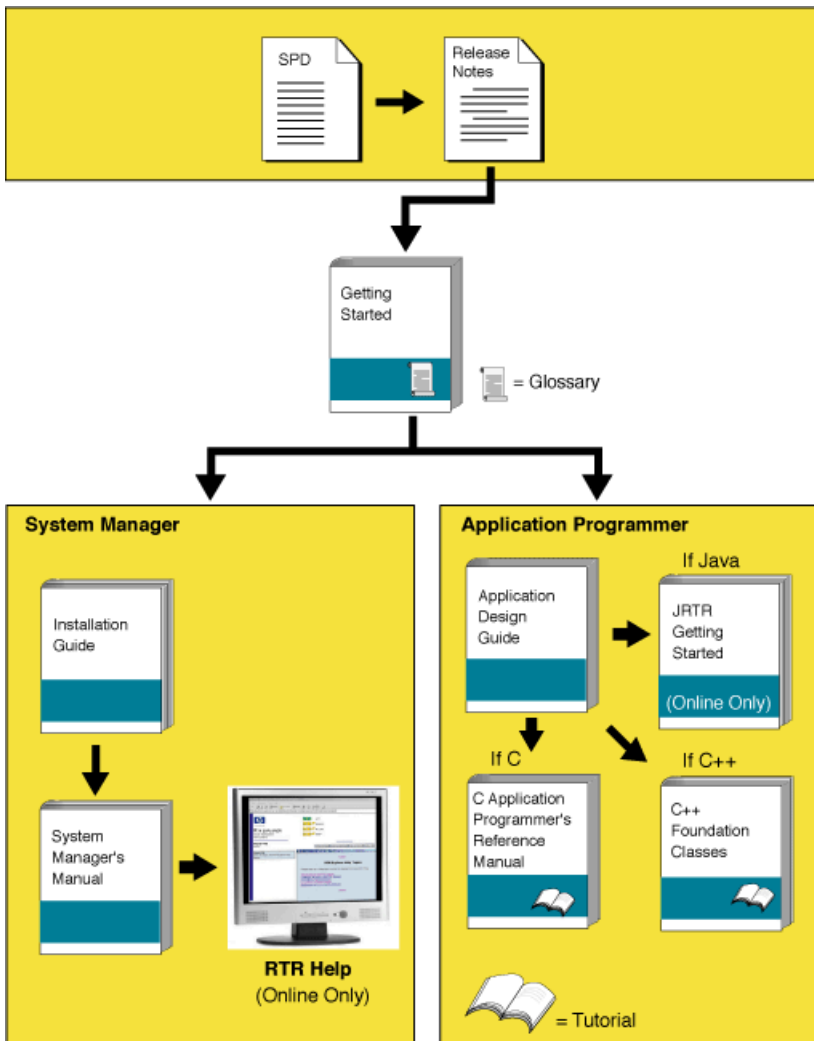 SPD
Release
Notes
Getting
Started
= Glossary
System Manager
Installation
Guide
System
Manager's
Manual
RTR Help
(Online Only)
Application Programmer
Application
Design
Guide
If Java
JRTR
Getting
Started
(Online Only)
If C
C Application
Programmer's
Reference
Manual
If C++
C++
Foundation
Classes
= Tutorial